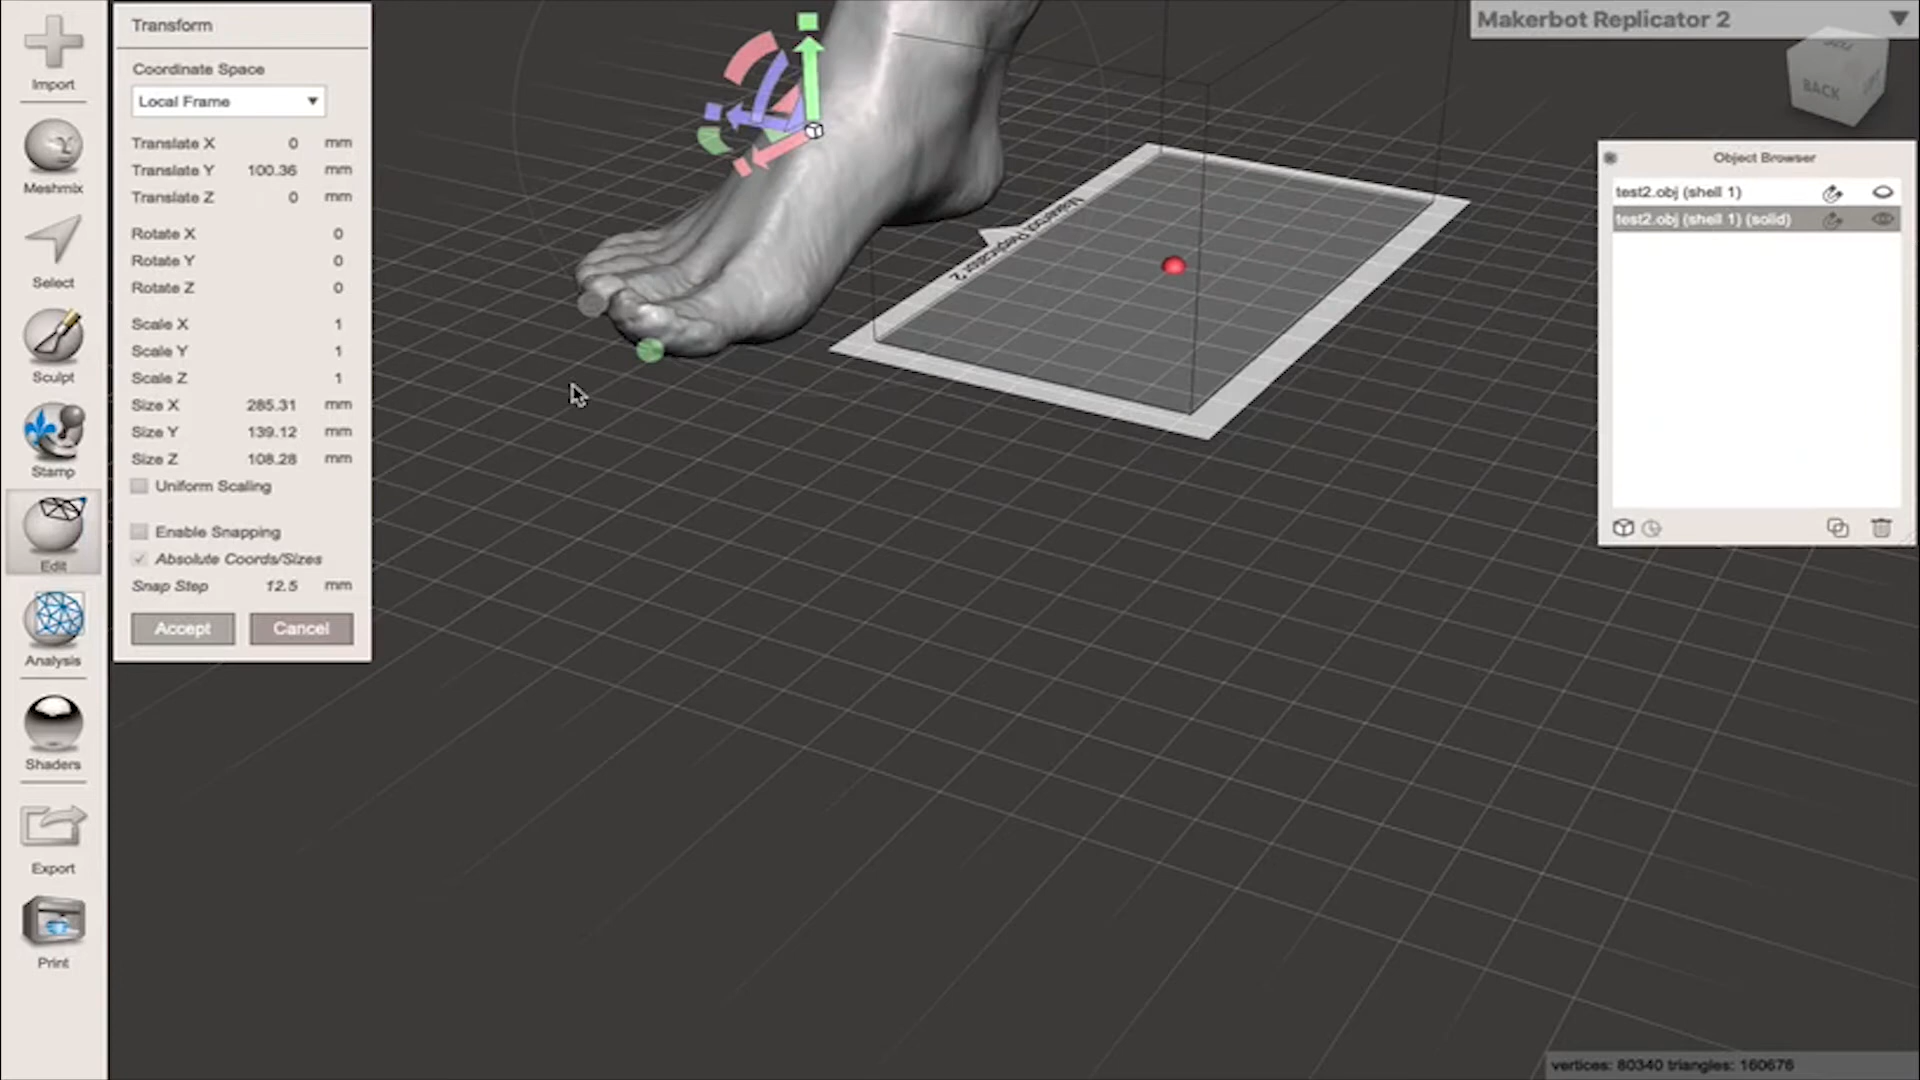 Import
Meshmix
Select
Sculpt
Stamp
Edit
Analysis
Shaders
Export
Print
Transform
Coordinate Space
Local Frame
Translate X 0 mm
Translate Y 100.36 mm
Translate Z 0 mm
Rotate X 0
Rotate Y 0
Rotate Z 0
Scale X 1
Scale Y 1
Scale Z 1
Size X 285.31 mm
Size Y 139.12 mm
Size Z 108.28 mm
Uniform Scaling
Enable Snapping
Absolute Coords/Sizes
Snap Step 12.5 mm
Accept Cancel
Makerbot Replicator 2
Makerbot Replicator 2
BACK
Object Browser
test2.obj (shell 1)
test2.obj (shell 1) (solid)
vertices: 80340 triangles: 160676